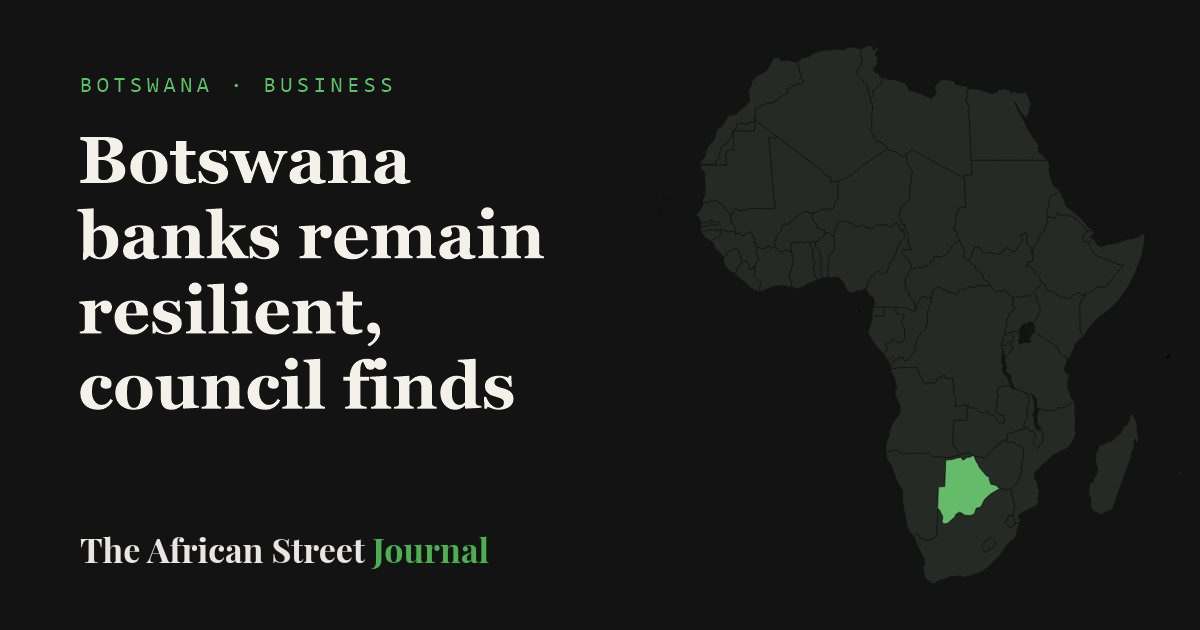 BOTSWANA · BUSINESS
Botswana
banks remain
resilient,
council finds
The African Street Journal